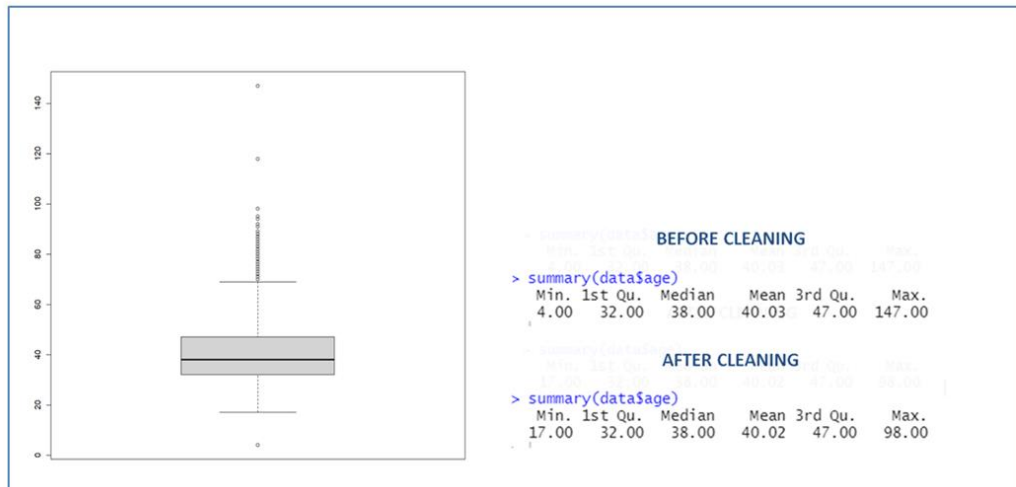 140
120
100
80
60
40
20
0
BEFORE CLEANING
> summary(data$age)
Min. 1st Qu. Median Mean 3rd Qu. Max.
4.00 32.00 38.00 40.03 47.00 147.00
AFTER CLEANING
> summary(data$age)
Min. 1st Qu. Median Mean 3rd Qu. Max.
17.00 32.00 38.00 40.02 47.00 98.00